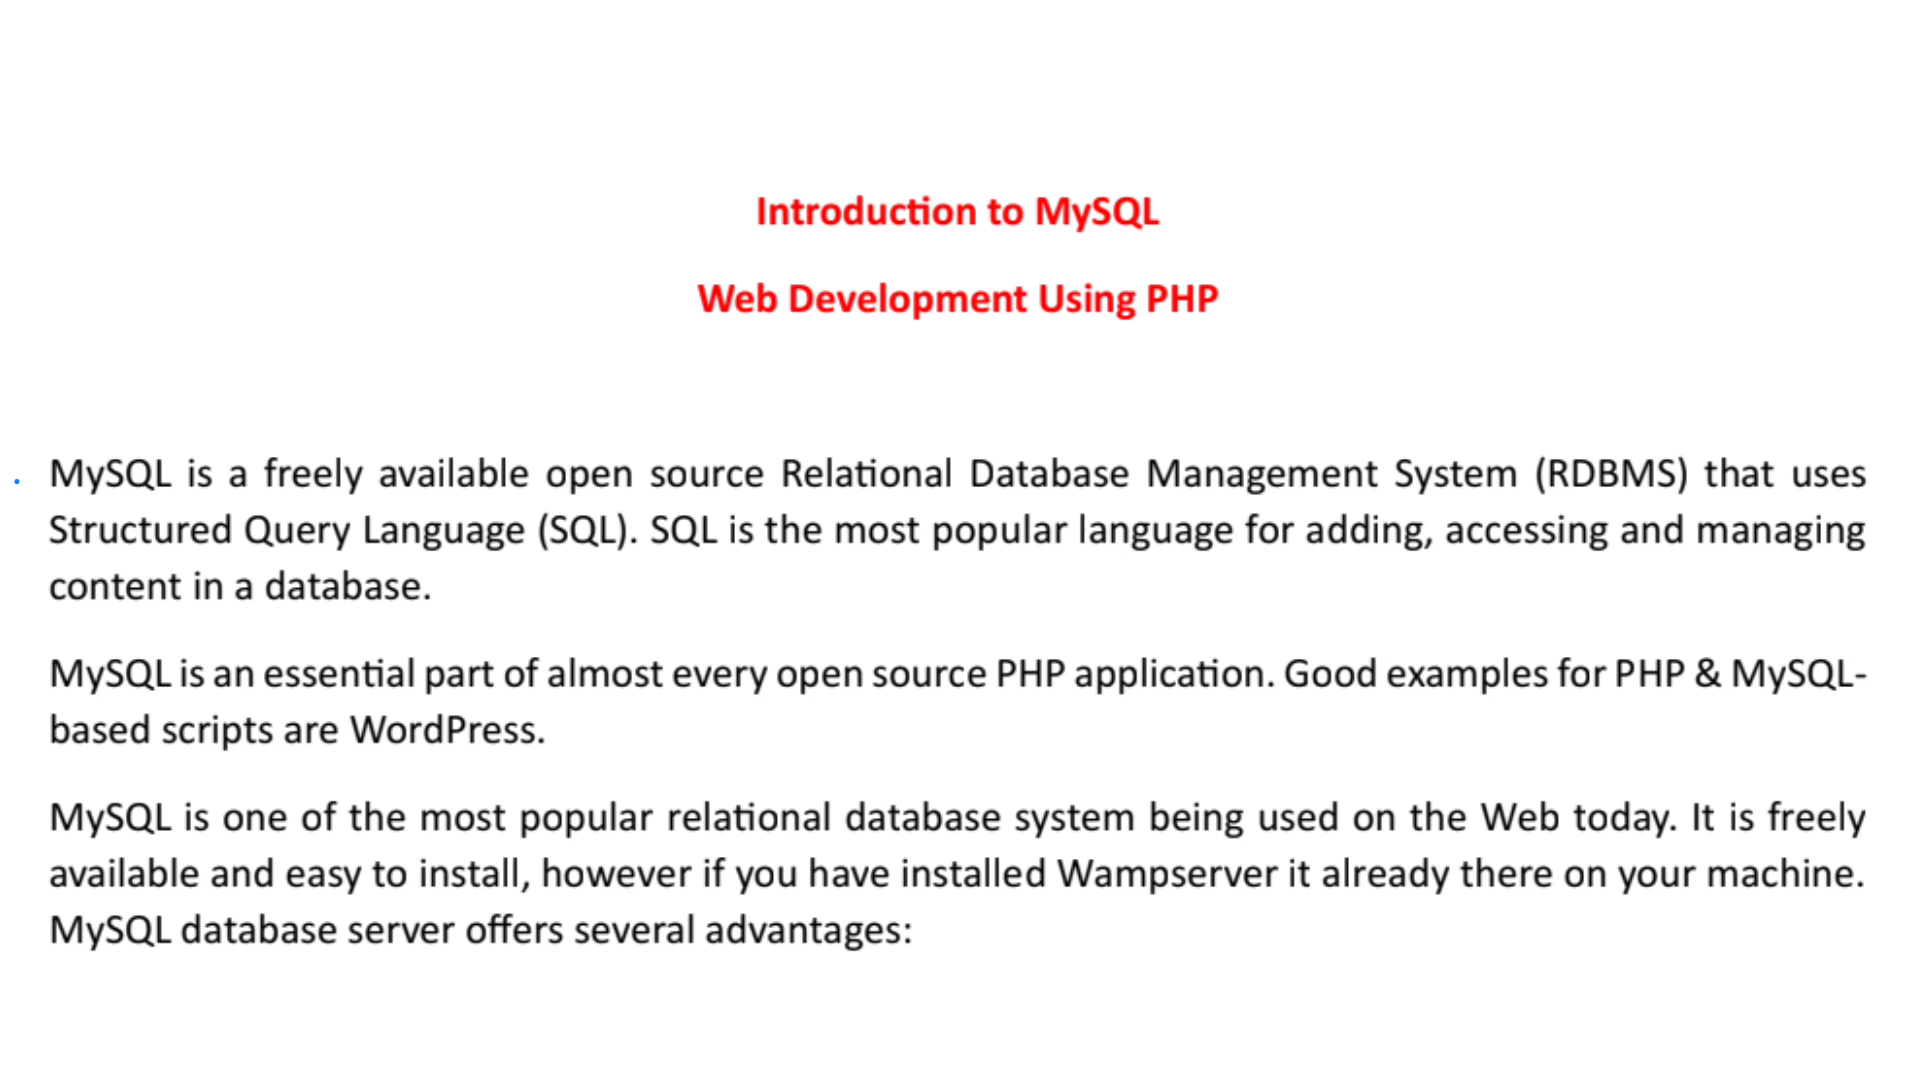 Introduction to MySQL
Web Development Using PHP
MySQL is a freely available open source Relational Database Management System (RDBMS) that uses
Structured Query Language (SQL). SQL is the most popular language for adding, accessing and managing
content in a database.
MySQL is an essential part of almost every open source PHP application. Good examples for PHP & MySQL-
based scripts are WordPress.
MySQL is one of the most popular relational database system being used on the Web today. It is freely
available and easy to install, however if you have installed Wampserver it already there on your machine.
MySQL database server offers several advantages: